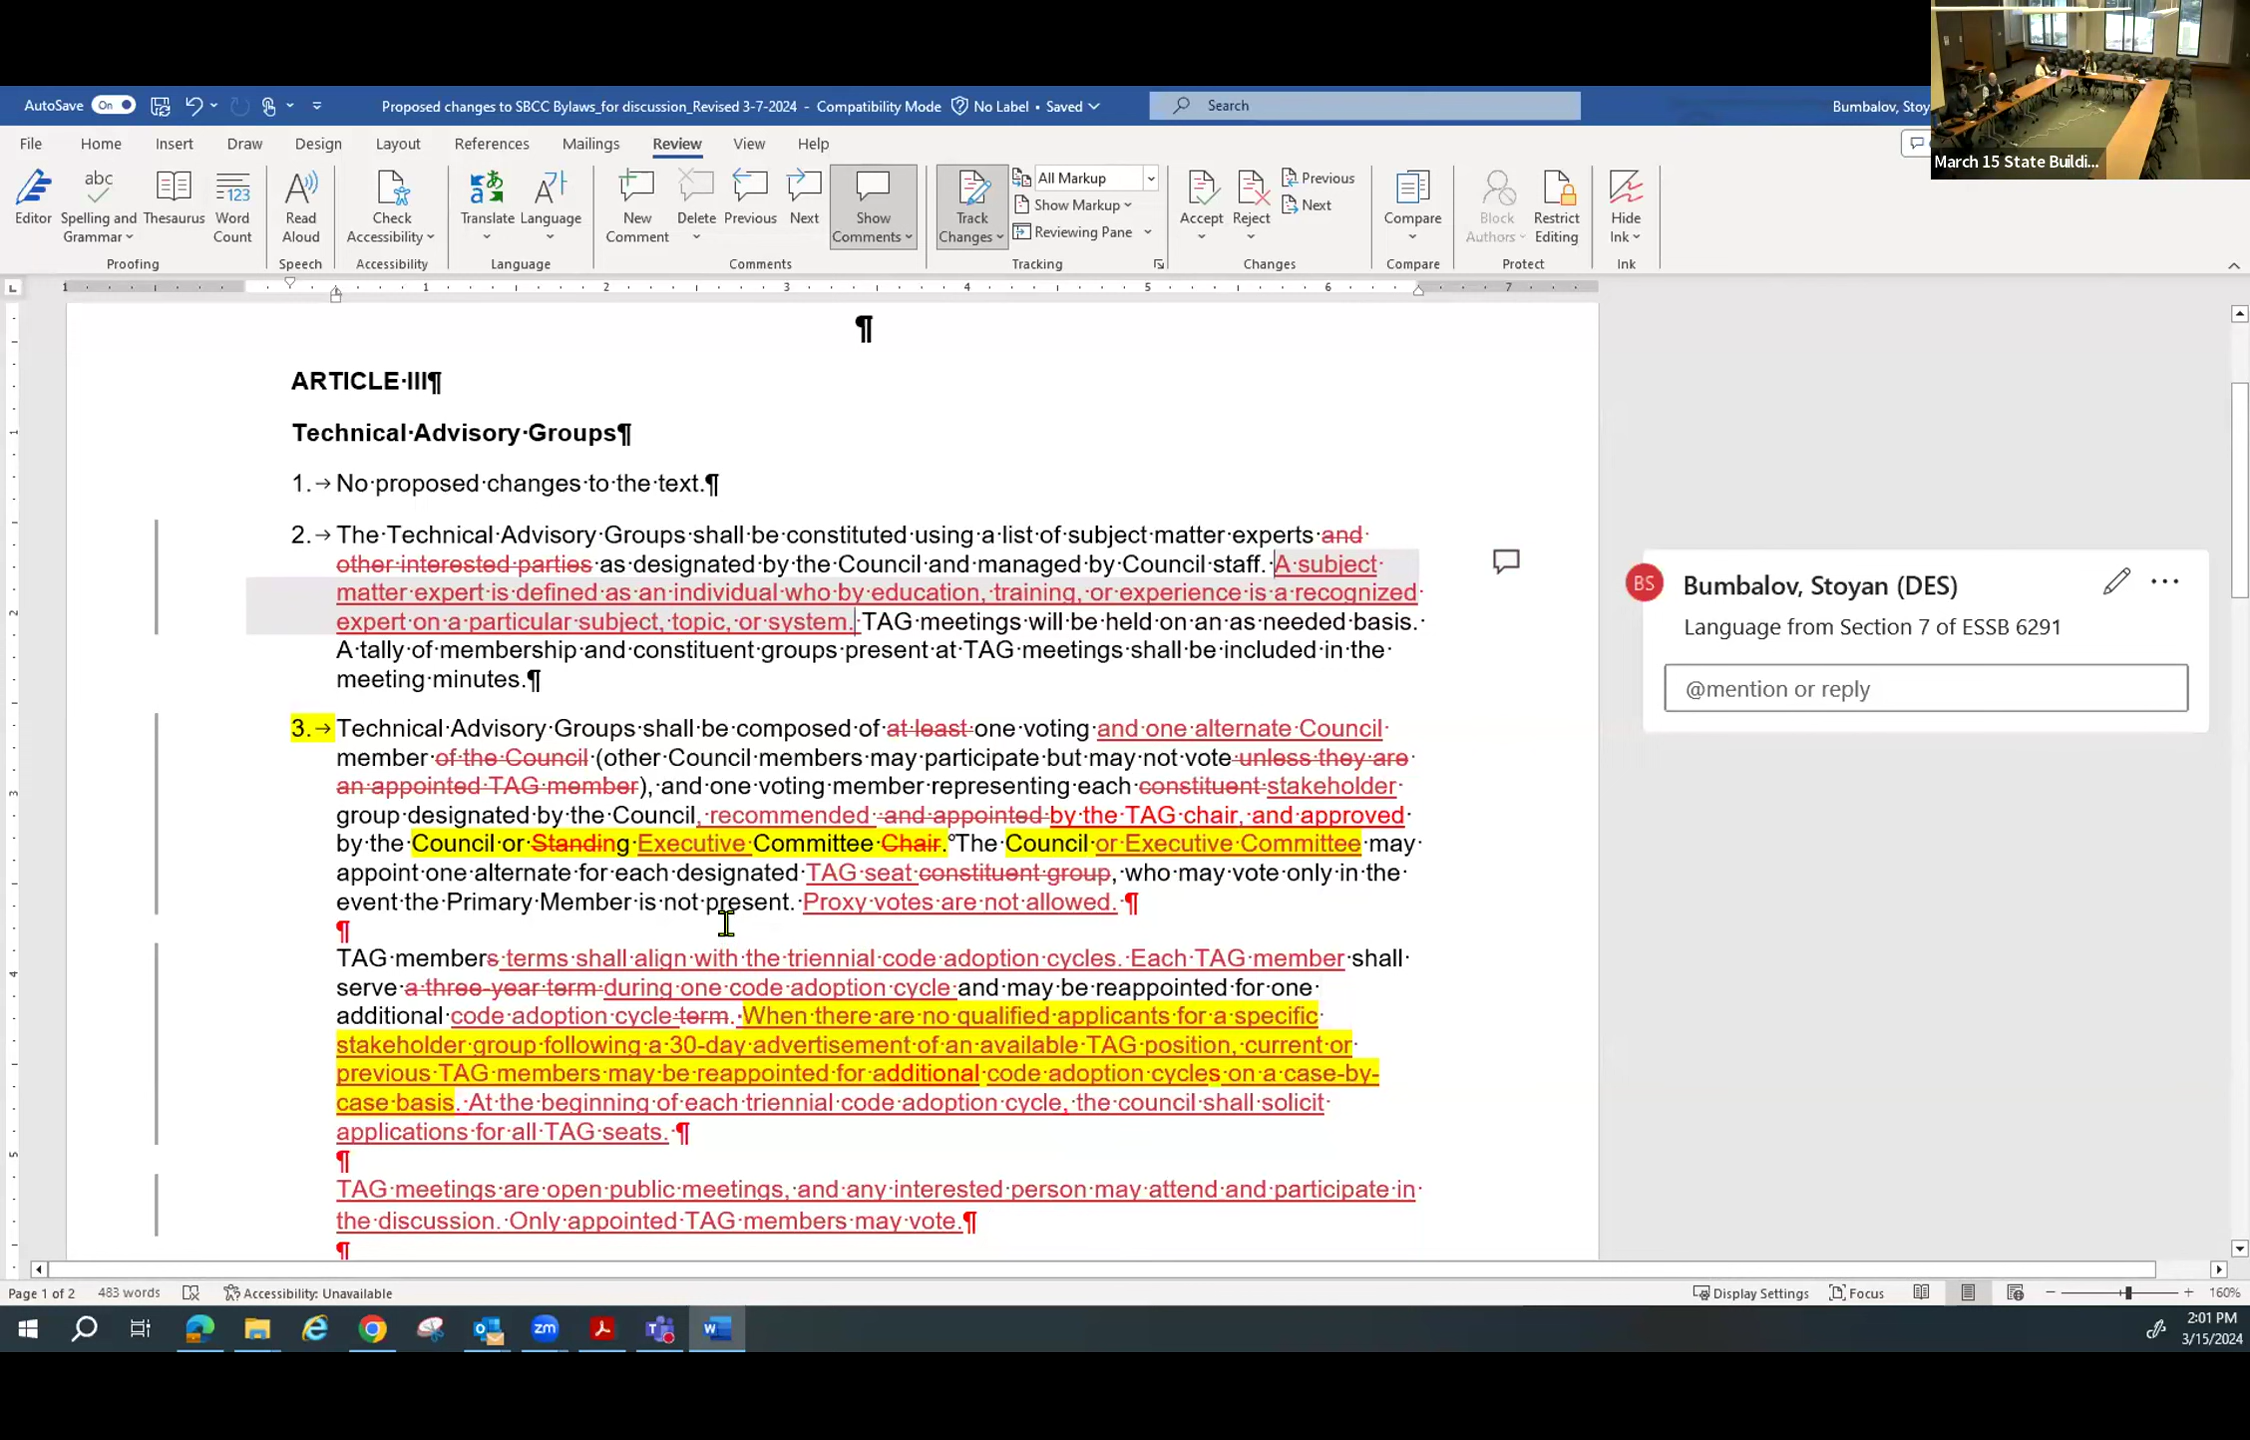 AutoSave On Proposed changes to SBCC Bylaws_for discussion_Revised 3-7-2024 - Compatibility Mode No Label • Saved Search Bumbalov, Stoy
March 15 State Buildi...
File Home Insert Draw Design Layout References Mailings Review View Help
Editor
Spelling and Grammar
Thesaurus
Word Count
Read Aloud
Check Accessibility
Translate
Language
New Comment
Delete
Previous
Next
Show Comments
Track Changes
All Markup
Show Markup
Reviewing Pane
Accept
Reject
Previous
Next
Compare
Block Authors
Restrict Editing
Hide Ink
Proofing Speech Accessibility Language Comments Tracking Changes Compare Protect Ink
1 1 2 3 4 5 6 7
¶
ARTICLE·III¶
Technical·Advisory·Groups¶
1.→No·proposed·changes·to·the·text.¶
2.→The·Technical·Advisory·Groups·shall·be·constituted·using·a·list·of·subject·matter·experts·and·
other·interested·parties·as·designated·by·the·Council·and·managed·by·Council·staff.·A·subject·
matter·expert·is·defined·as·an·individual·who·by·education,·training,·or·experience·is·a·recognized·
expert·on·a·particular·subject,·topic,·or·system.·TAG·meetings·will·be·held·on·an·as·needed·basis.·
A·tally·of·membership·and·constituent·groups·present·at·TAG·meetings·shall·be·included·in·the·
meeting·minutes.¶
3.→Technical·Advisory·Groups·shall·be·composed·of·at·least·one·voting·and·one·alternate·Council·
member·of·the·Council·(other·Council·members·may·participate·but·may·not·vote·unless·they·are·
an·appointed·TAG·member),·and·one·voting·member·representing·each·constituent·stakeholder·
group·designated·by·the·Council,·recommended··and·appointed·by·the·TAG·chair,·and·approved·
by·the·Council·or·Standing·Executive·Committee·Chair.°The·Council·or·Executive·Committee·may·
appoint·one·alternate·for·each·designated·TAG·seat·constituent·group,·who·may·vote·only·in·the·
event·the·Primary·Member·is·not·present.··Proxy·votes·are·not·allowed.··¶
¶
TAG·members·terms·shall·align·with·the·triennial·code·adoption·cycles.·Each·TAG·member·shall·
serve·a·three-year·term·during·one·code·adoption·cycle·and·may·be·reappointed·for·one·
additional·code·adoption·cycle·term.·When·there·are·no·qualified·applicants·for·a·specific·
stakeholder·group·following·a·30-day·advertisement·of·an·available·TAG·position,·current·or·
previous·TAG·members·may·be·reappointed·for·additional·code·adoption·cycles·on·a·case-by-
case·basis.·At·the·beginning·of·each·triennial·code·adoption·cycle,·the·council·shall·solicit·
applications·for·all·TAG·seats.·¶
¶
TAG·meetings·are·open·public·meetings,·and·any·interested·person·may·attend·and·participate·in·
the·discussion.··Only·appointed·TAG·members·may·vote.¶
¶
BS Bumbalov, Stoyan (DES)
Language from Section 7 of ESSB 6291
@mention or reply
1
2
3
4
5
Page 1 of 2 483 words Accessibility: Unavailable Display Settings Focus 160%
zm
2:01 PM
3/15/2024